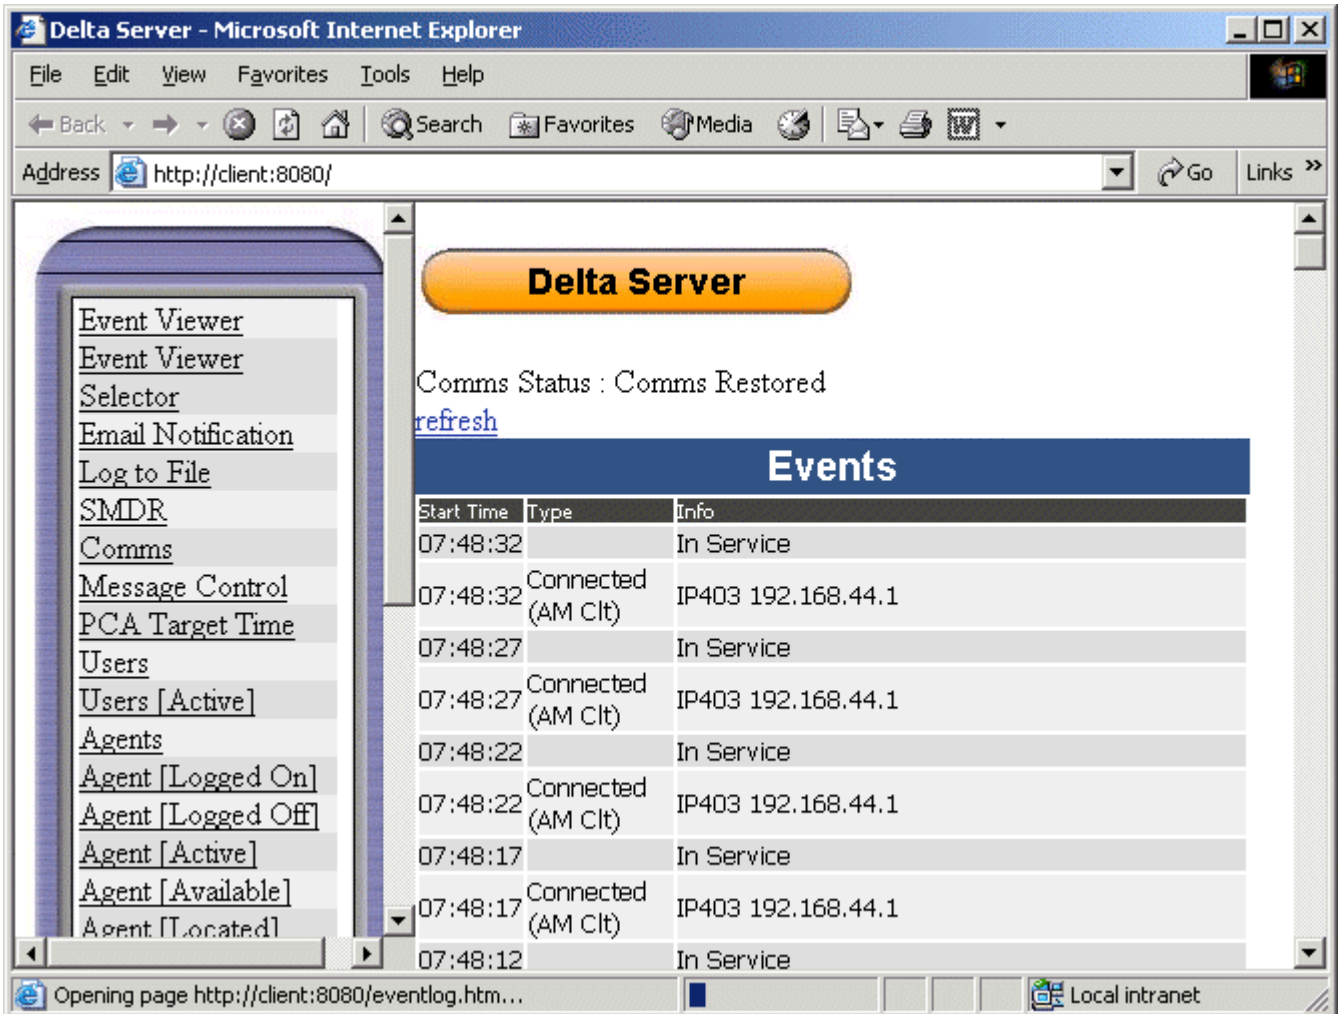 Delta Server - Microsoft Internet Explorer
File Edit View Favorites Tools Help
Back Search Favorites Media
Address http://client:8080/ Go Links »
Event Viewer
Event Viewer
Selector
Email Notification
Log to File
SMDR
Comms
Message Control
PCA Target Time
Users
Users [Active]
Agents
Agent [Logged On]
Agent [Logged Off]
Agent [Active]
Agent [Available]
Agent [Located]
Delta Server
Comms Status : Comms Restored
refresh
Events
Start Time Type Info
07:48:32 In Service
07:48:32 Connected
(AM Clt) IP403 192.168.44.1
07:48:27 In Service
07:48:27 Connected
(AM Clt) IP403 192.168.44.1
07:48:22 In Service
07:48:22 Connected
(AM Clt) IP403 192.168.44.1
07:48:17 In Service
07:48:17 Connected
(AM Clt) IP403 192.168.44.1
07:48:12 In Service
Opening page http://client:8080/eventlog.htm... Local intranet